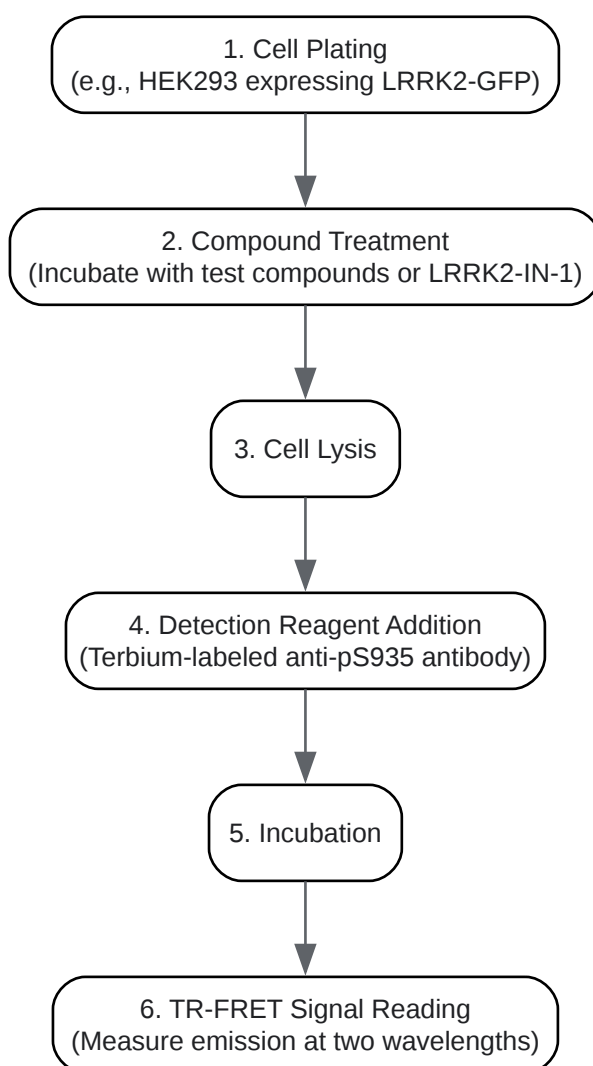 1. Cell Plating
(e.g., HEK293 expressing LRRK2-GFP)
2. Compound Treatment
(Incubate with test compounds or LRRK2-IN-1)
3. Cell Lysis
4. Detection Reagent Addition
(Terbium-labeled anti-pS935 antibody)
5. Incubation
6. TR-FRET Signal Reading
(Measure emission at two wavelengths)